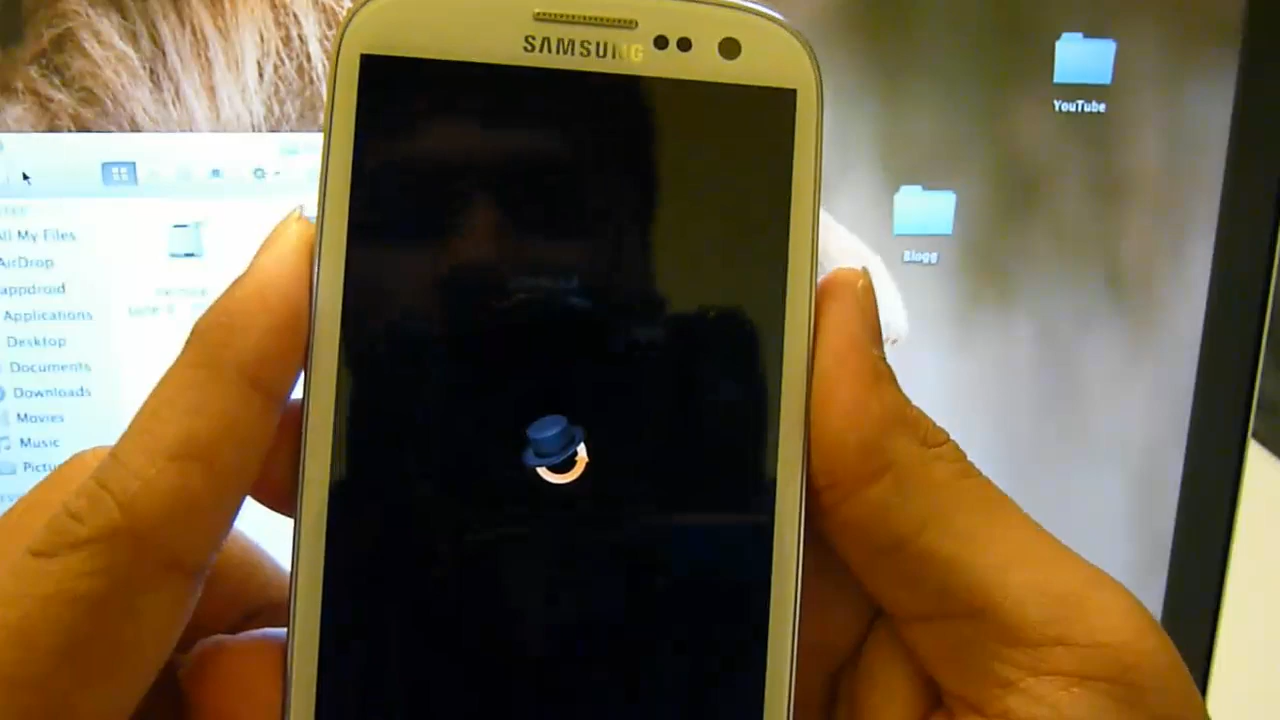 SAMSUNG
YouTube
Blogg
All My Files
AirDrop
appdroid
Applications
Desktop
Documents
Downloads
Movies
Music